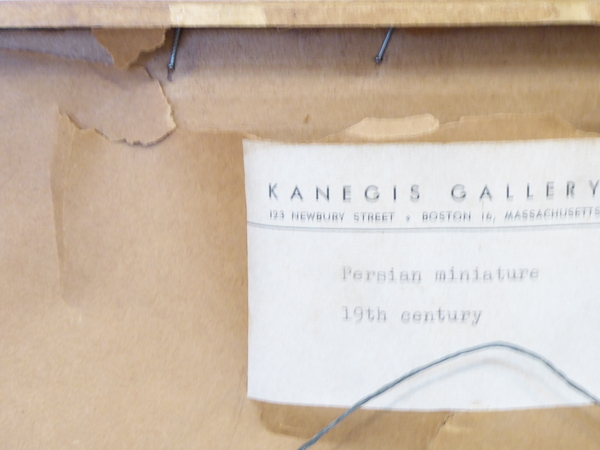 KANEGIS GALLERY
123 NEWBURY STREET , BOSTON 16, MASSACHUSETTS
Persian miniature
19th century